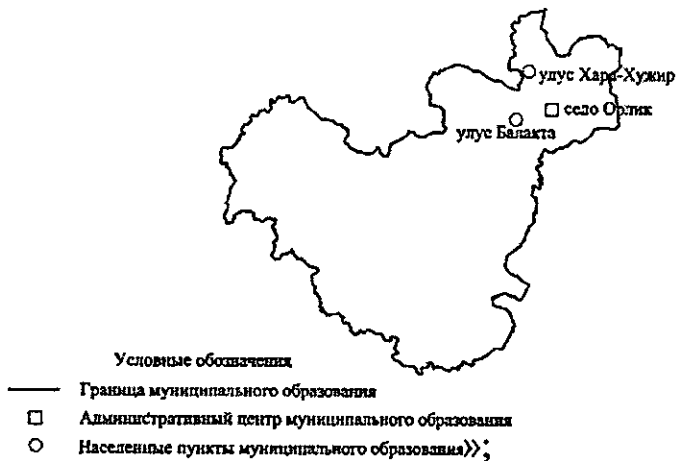 улус Хара-Хужир
село Орлик
улус Балакта
Условные обозначения
Граница муниципального образования
Административный центр муниципального образования
Населенные пункты муниципального образования»;